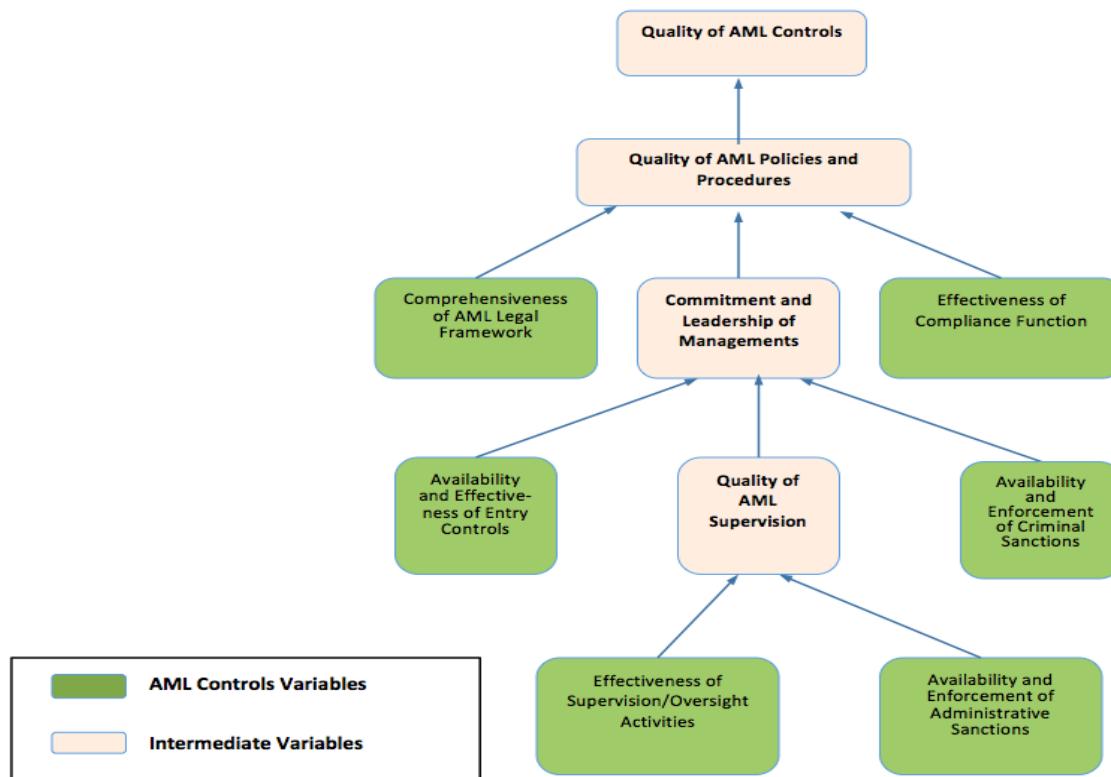 Quality of AML Controls
Quality of AML Policies and
Procedures
Comprehensiveness
of AML Legal
Framework
Commitment and
Leadership of
Managements
Effectiveness of
Compliance Function
Availability
and Effective-
ness of Entry
Controls
Quality of
AML
Supervision
Availability
and
Enforcement
of Criminal
Sanctions
Effectiveness of
Supervision/Oversight
Activities
Availability and
Enforcement of
Administrative
Sanctions
AML Controls Variables
Intermediate Variables